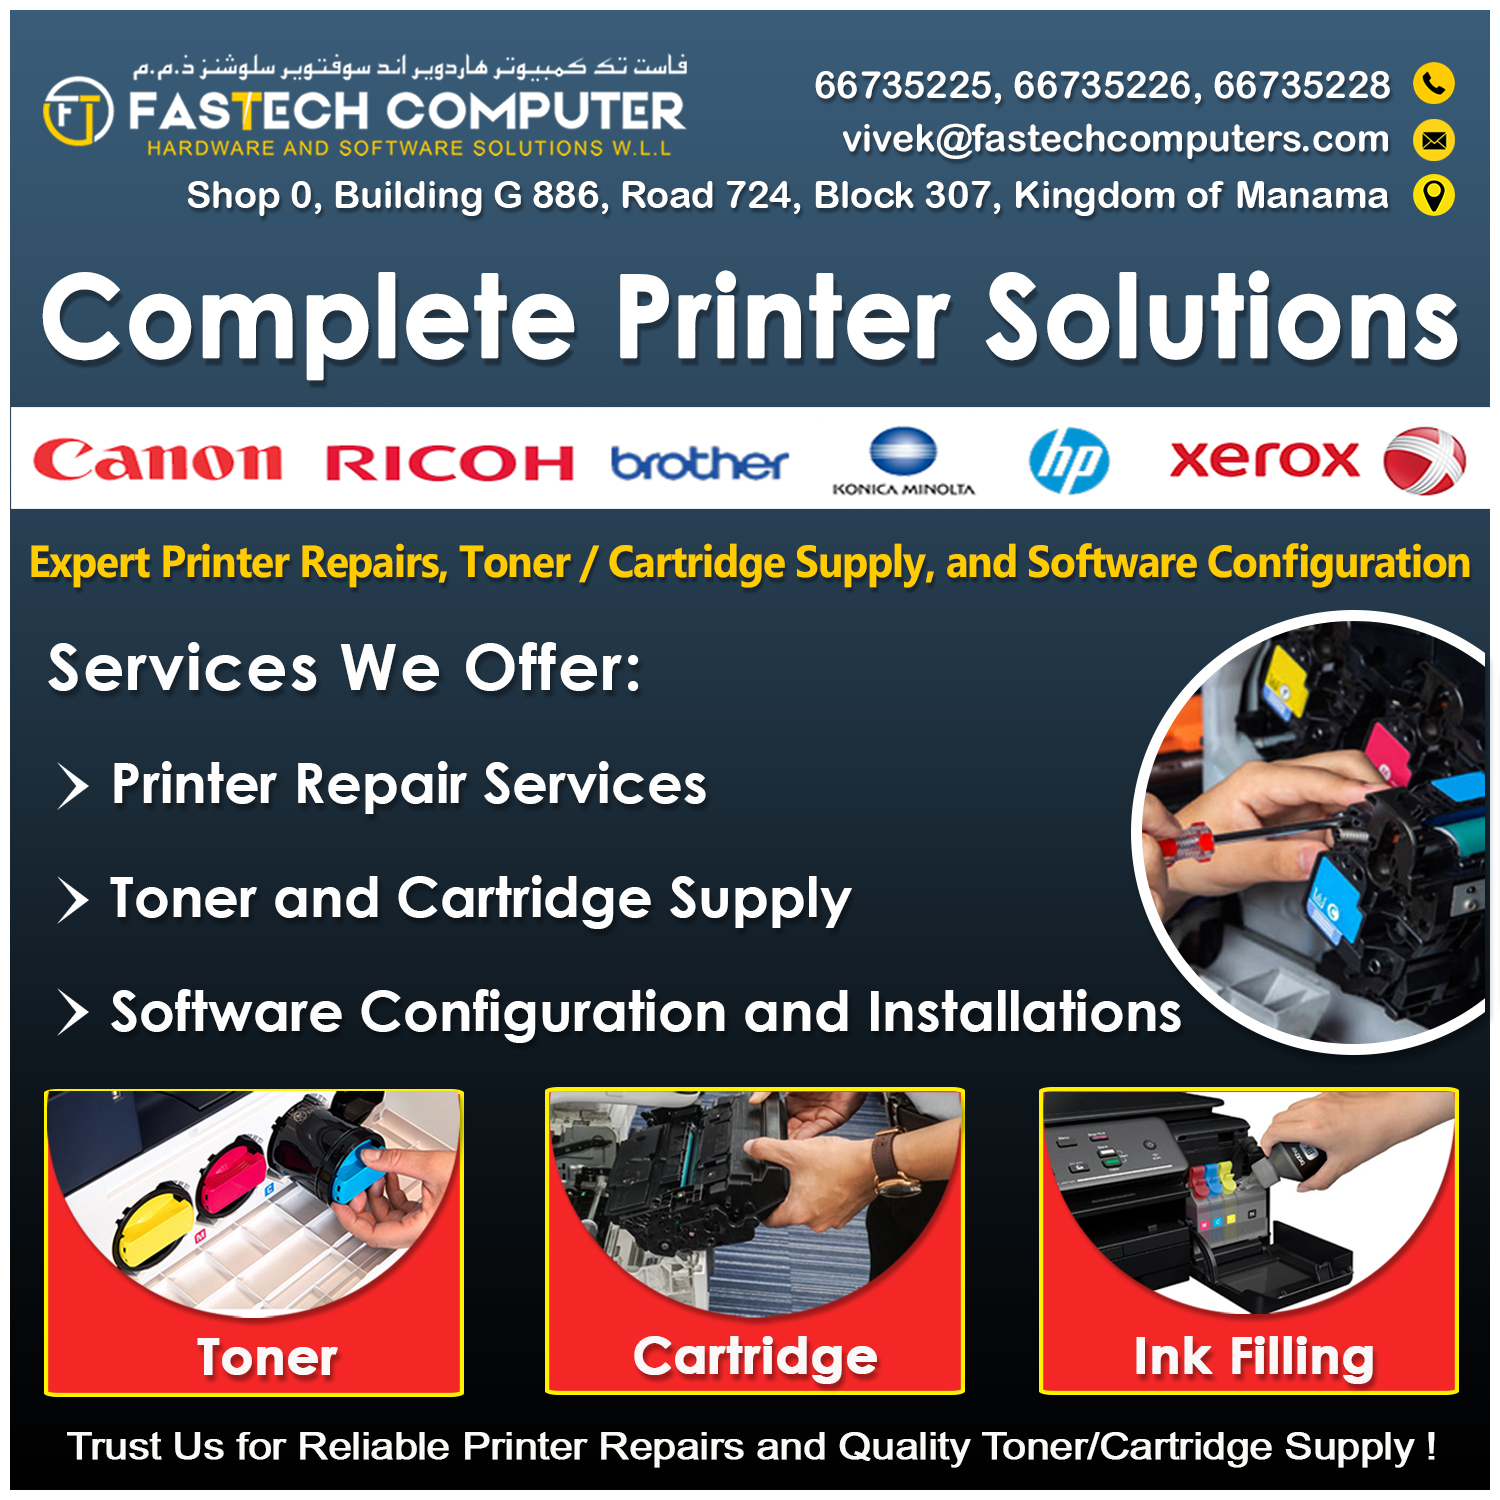 فاست تك كمبيوتر هاردوير اند سوفتوير سلوشنز ذ.م.م
FT FASTECH COMPUTER
HARDWARE AND SOFTWARE SOLUTIONS W.L.L
66735225, 66735226, 66735228
vivek@fastechcomputers.com
Shop 0, Building G 886, Road 724, Block 307, Kingdom of Manama
Complete Printer Solutions
Canon RICOH brother KONICA MINOLTA hp xerox
Expert Printer Repairs, Toner / Cartridge Supply, and Software Configuration
Services We Offer:
Printer Repair Services
Toner and Cartridge Supply
Software Configuration and Installations
Toner
Cartridge
Ink Filling
Trust Us for Reliable Printer Repairs and Quality Toner/Cartridge Supply !